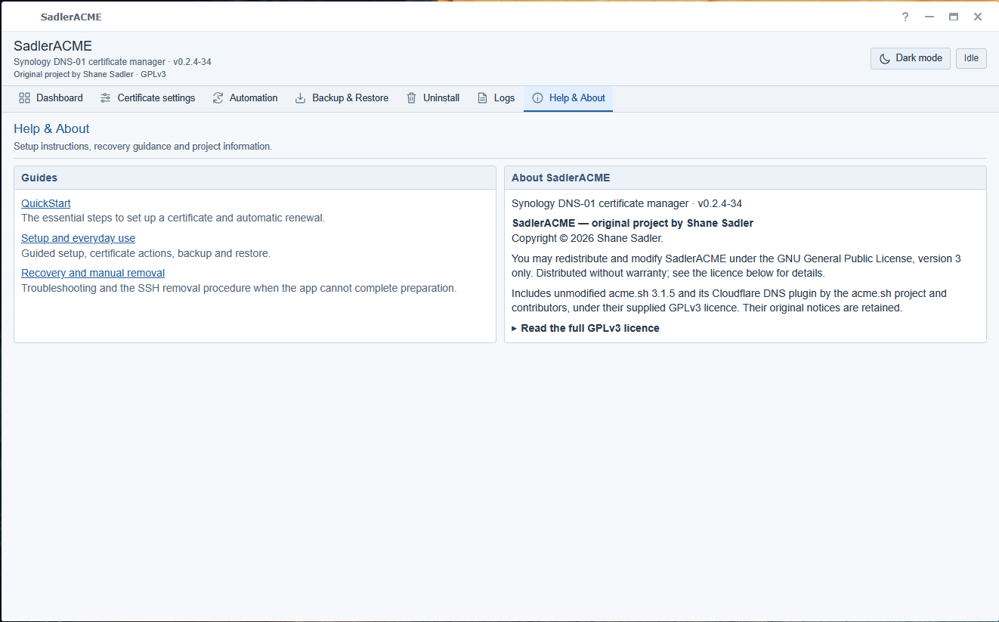 SadlerACME
?
SadlerACME
Synology DNS-01 certificate manager · v0.2.4-34
Original project by Shane Sadler · GPLv3
Dark mode
Idle
Dashboard
Certificate settings
Automation
Backup & Restore
Uninstall
Logs
Help & About
Help & About
Setup instructions, recovery guidance and project information.
Guides
QuickStart
The essential steps to set up a certificate and automatic renewal.
Setup and everyday use
Guided setup, certificate actions, backup and restore.
Recovery and manual removal
Troubleshooting and the SSH removal procedure when the app cannot complete preparation.
About SadlerACME
Synology DNS-01 certificate manager · v0.2.4-34
SadlerACME — original project by Shane Sadler
Copyright © 2026 Shane Sadler.
You may redistribute and modify SadlerACME under the GNU General Public License, version 3
only. Distributed without warranty; see the licence below for details.
Includes unmodified acme.sh 3.1.5 and its Cloudflare DNS plugin by the acme.sh project and
contributors, under their supplied GPLv3 licence. Their original notices are retained.
▸ Read the full GPLv3 licence